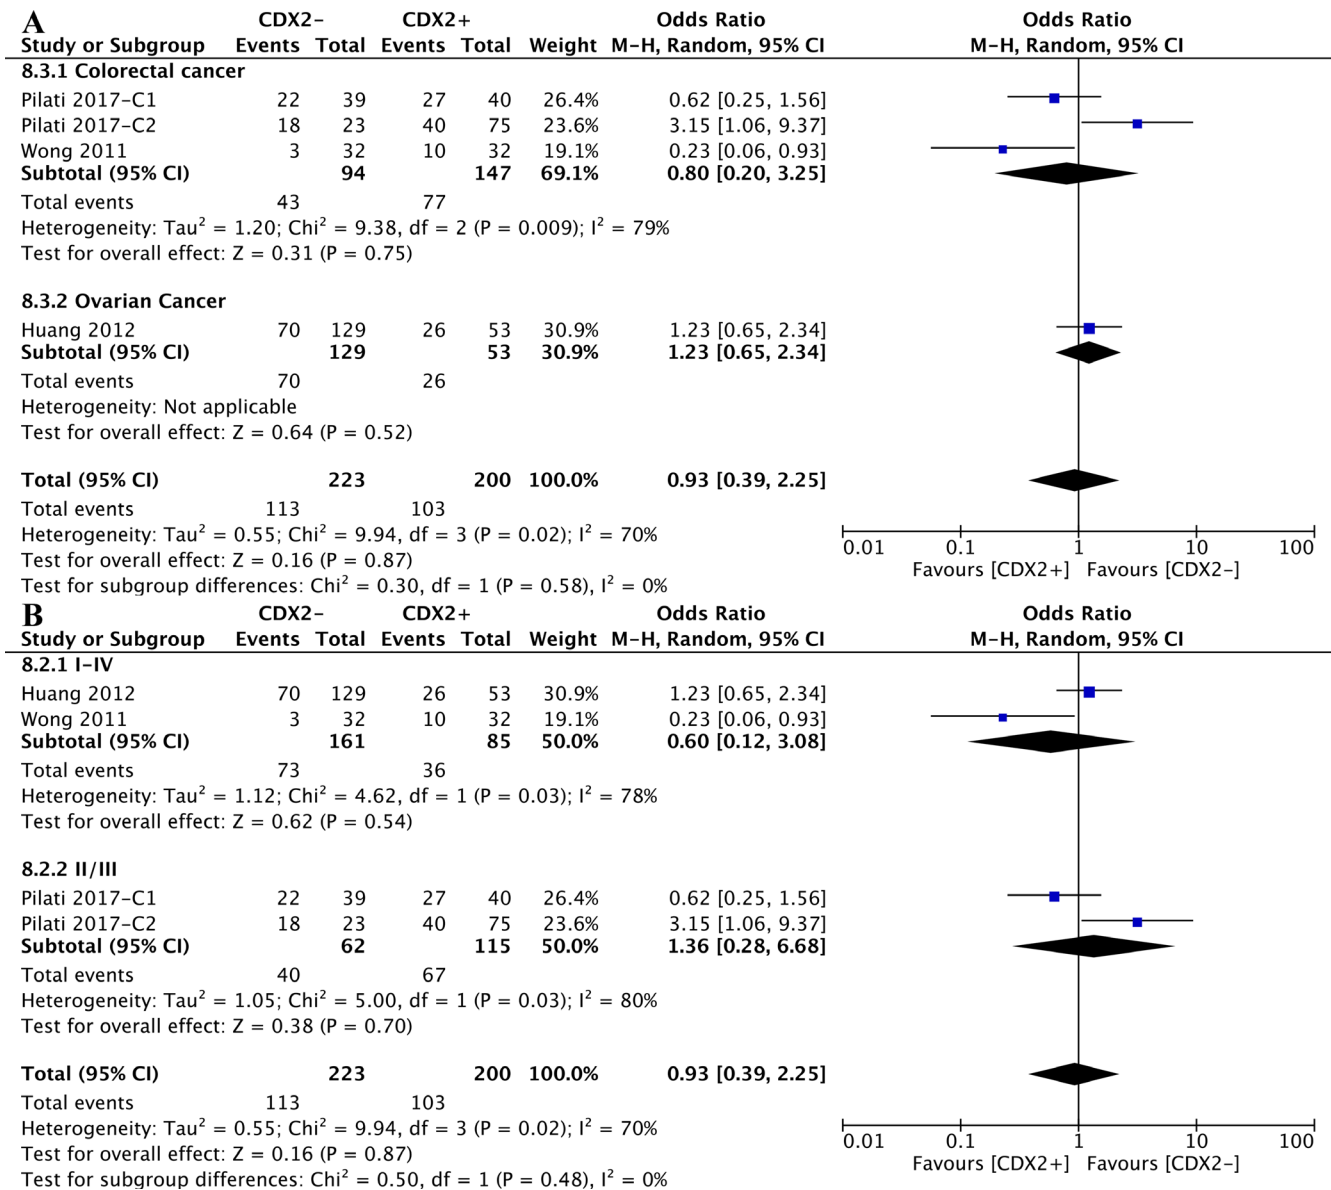 A CDX2− CDX2+ Odds Ratio Odds Ratio
Study or Subgroup Events Total Events Total Weight M−H, Random, 95% CI M−H, Random, 95% CI
8.3.1 Colorectal cancer
Pilati 2017−C1 22 39 27 40 26.4% 0.62 [0.25, 1.56]
Pilati 2017−C2 18 23 40 75 23.6% 3.15 [1.06, 9.37]
Wong 2011 3 32 10 32 19.1% 0.23 [0.06, 0.93]
Subtotal (95% CI) 94 147 69.1% 0.80 [0.20, 3.25]
Total events 43 77
Heterogeneity: Tau² = 1.20; Chi² = 9.38, df = 2 (P = 0.009); I² = 79%
Test for overall effect: Z = 0.31 (P = 0.75)
8.3.2 Ovarian Cancer
Huang 2012 70 129 26 53 30.9% 1.23 [0.65, 2.34]
Subtotal (95% CI) 129 53 30.9% 1.23 [0.65, 2.34]
Total events 70 26
Heterogeneity: Not applicable
Test for overall effect: Z = 0.64 (P = 0.52)
Total (95% CI) 223 200 100.0% 0.93 [0.39, 2.25]
Total events 113 103
Heterogeneity: Tau² = 0.55; Chi² = 9.94, df = 3 (P = 0.02); I² = 70%
Test for overall effect: Z = 0.16 (P = 0.87)
Test for subgroup differences: Chi² = 0.30, df = 1 (P = 0.58), I² = 0%
0.01 0.1 1 10 100
Favours [CDX2+] Favours [CDX2−]
B CDX2− CDX2+ Odds Ratio Odds Ratio
Study or Subgroup Events Total Events Total Weight M−H, Random, 95% CI M−H, Random, 95% CI
8.2.1 I−IV
Huang 2012 70 129 26 53 30.9% 1.23 [0.65, 2.34]
Wong 2011 3 32 10 32 19.1% 0.23 [0.06, 0.93]
Subtotal (95% CI) 161 85 50.0% 0.60 [0.12, 3.08]
Total events 73 36
Heterogeneity: Tau² = 1.12; Chi² = 4.62, df = 1 (P = 0.03); I² = 78%
Test for overall effect: Z = 0.62 (P = 0.54)
8.2.2 II/III
Pilati 2017−C1 22 39 27 40 26.4% 0.62 [0.25, 1.56]
Pilati 2017−C2 18 23 40 75 23.6% 3.15 [1.06, 9.37]
Subtotal (95% CI) 62 115 50.0% 1.36 [0.28, 6.68]
Total events 40 67
Heterogeneity: Tau² = 1.05; Chi² = 5.00, df = 1 (P = 0.03); I² = 80%
Test for overall effect: Z = 0.38 (P = 0.70)
Total (95% CI) 223 200 100.0% 0.93 [0.39, 2.25]
Total events 113 103
Heterogeneity: Tau² = 0.55; Chi² = 9.94, df = 3 (P = 0.02); I² = 70%
Test for overall effect: Z = 0.16 (P = 0.87)
Test for subgroup differences: Chi² = 0.50, df = 1 (P = 0.48), I² = 0%
0.01 0.1 1 10 100
Favours [CDX2+] Favours [CDX2−]